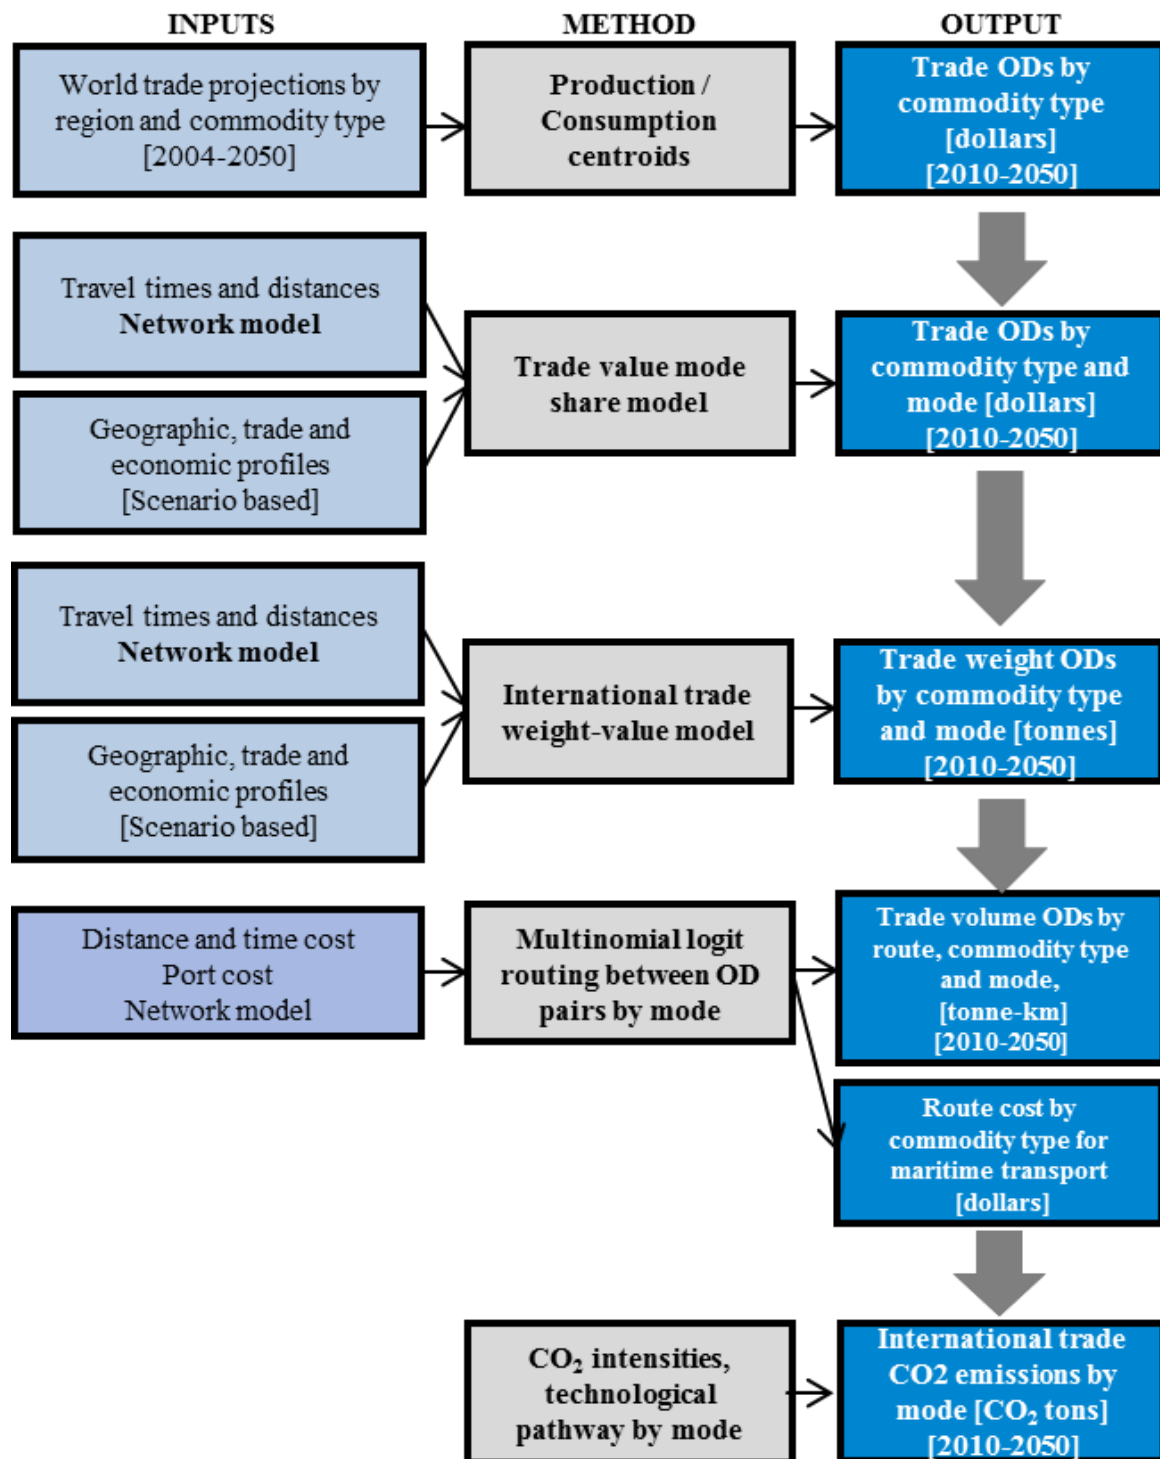 INPUTS
METHOD
OUTPUT
World trade projections by
region and commodity type
[2004-2050]
Production /
Consumption
centroids
Trade ODs by
commodity type
[dollars]
[2010-2050]
Travel times and distances
Network model
Geographic, trade and
economic profiles
[Scenario based]
Trade value mode
share model
Trade ODs by
commodity type and
mode [dollars]
[2010-2050]
Travel times and distances
Network model
Geographic, trade and
economic profiles
[Scenario based]
International trade
weight-value model
Trade weight ODs
by commodity type
and mode [tonnes]
[2010-2050]
Distance and time cost
Port cost
Network model
Multinomial logit
routing between OD
pairs by mode
Trade volume ODs by
route, commodity type
and mode,
[tonne-km]
[2010-2050]
Route cost by
commodity type for
maritime transport
[dollars]
CO₂ intensities,
technological
pathway by mode
International trade
CO2 emissions by
mode [CO₂ tons]
[2010-2050]